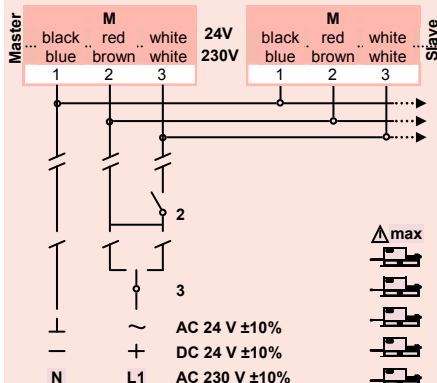 M M
Master black red white 24V black red white Slave
blue brown white 230V blue brown white
1 2 3 1 2 3
2
max
3
⊥ ~ AC 24 V ±10%
— + DC 24 V ±10%
N L1 AC 230 V ±10%